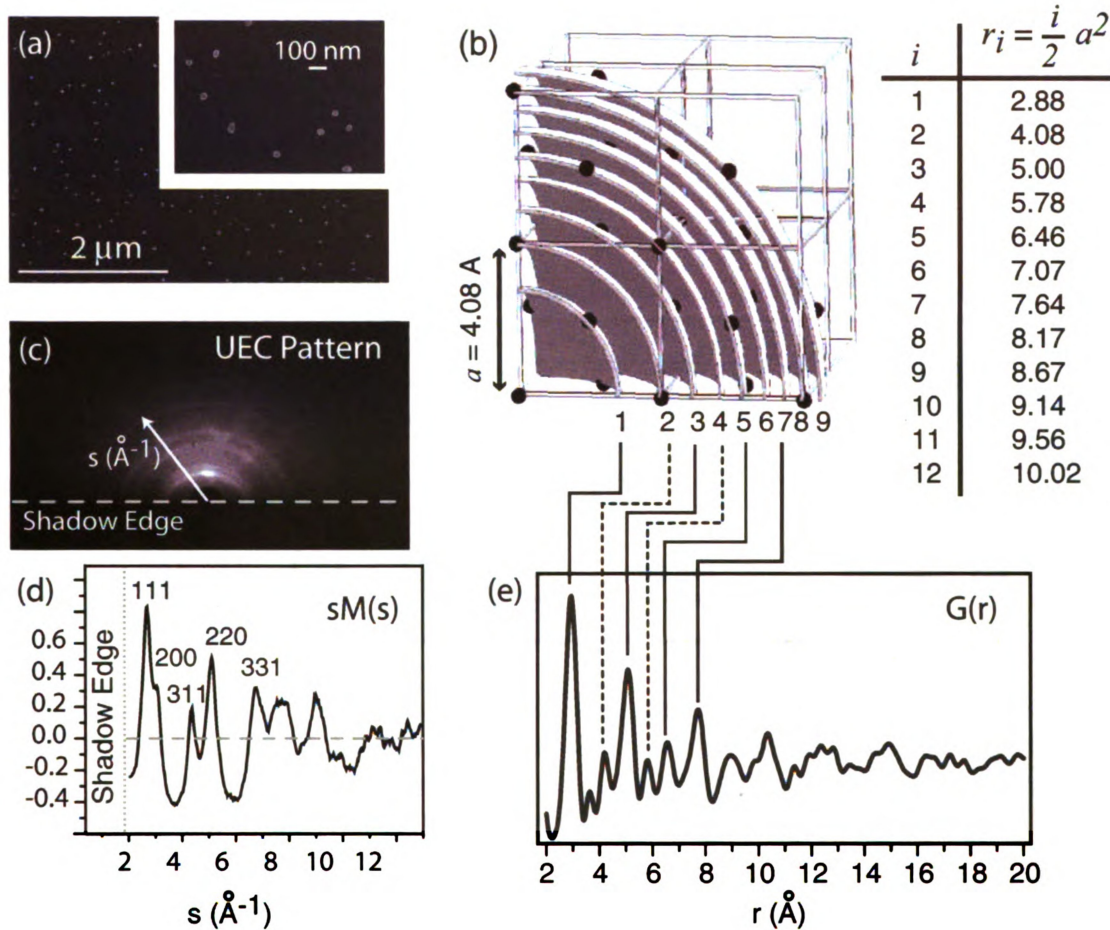 (a)
100 nm
2 μm
(b)
a = 4.08 A
1 2 3 4 5 6 7 8 9
i r_i = i/2 a²
1 2.88
2 4.08
3 5.00
4 5.78
5 6.46
6 7.07
7 7.64
8 8.17
9 8.67
10 9.14
11 9.56
12 10.02
(c)
UEC Pattern
s (Å⁻¹)
Shadow Edge
(d)
sM(s)
111
200
311
220
331
Shadow Edge
0.6
0.4
0.2
0.0
-0.2
-0.4
2 4 6 8 10 12
s (Å⁻¹)
(e)
G(r)
2 4 6 8 10 12 14 16 18 20
r (Å)